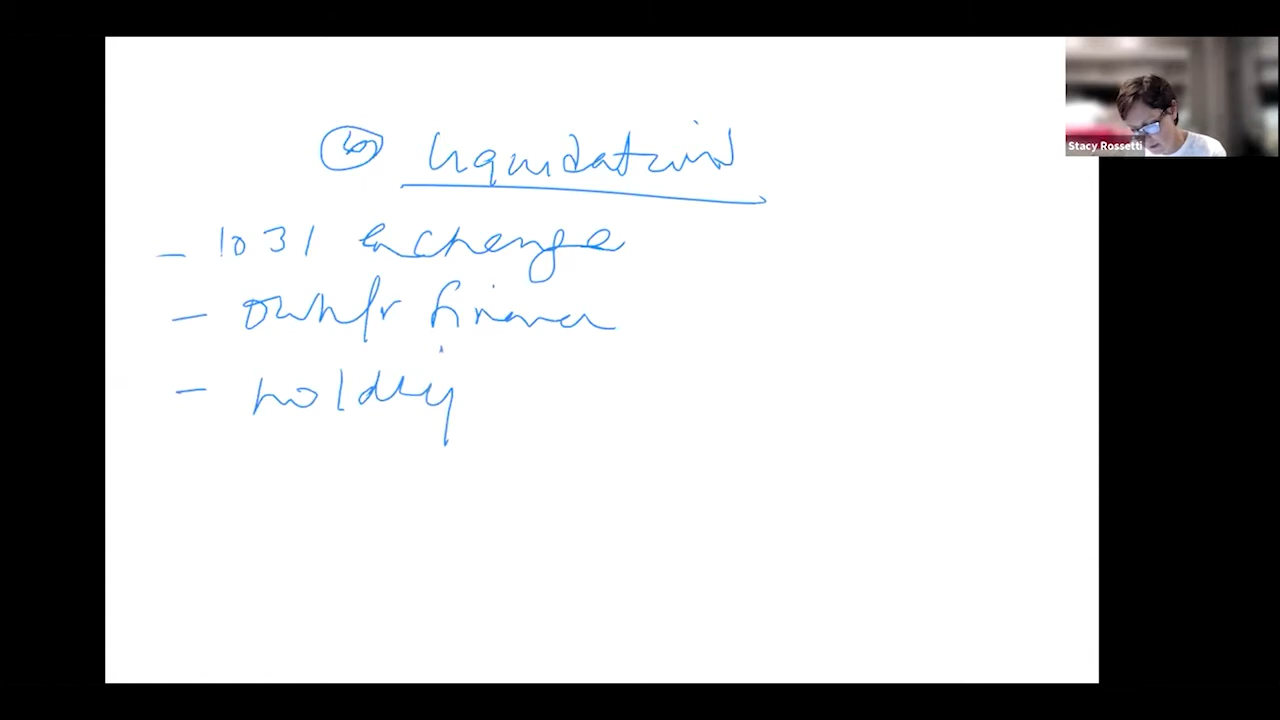 Liquidation
- 1031 exchange
- owner finance
- holding
Stacy Rossetti